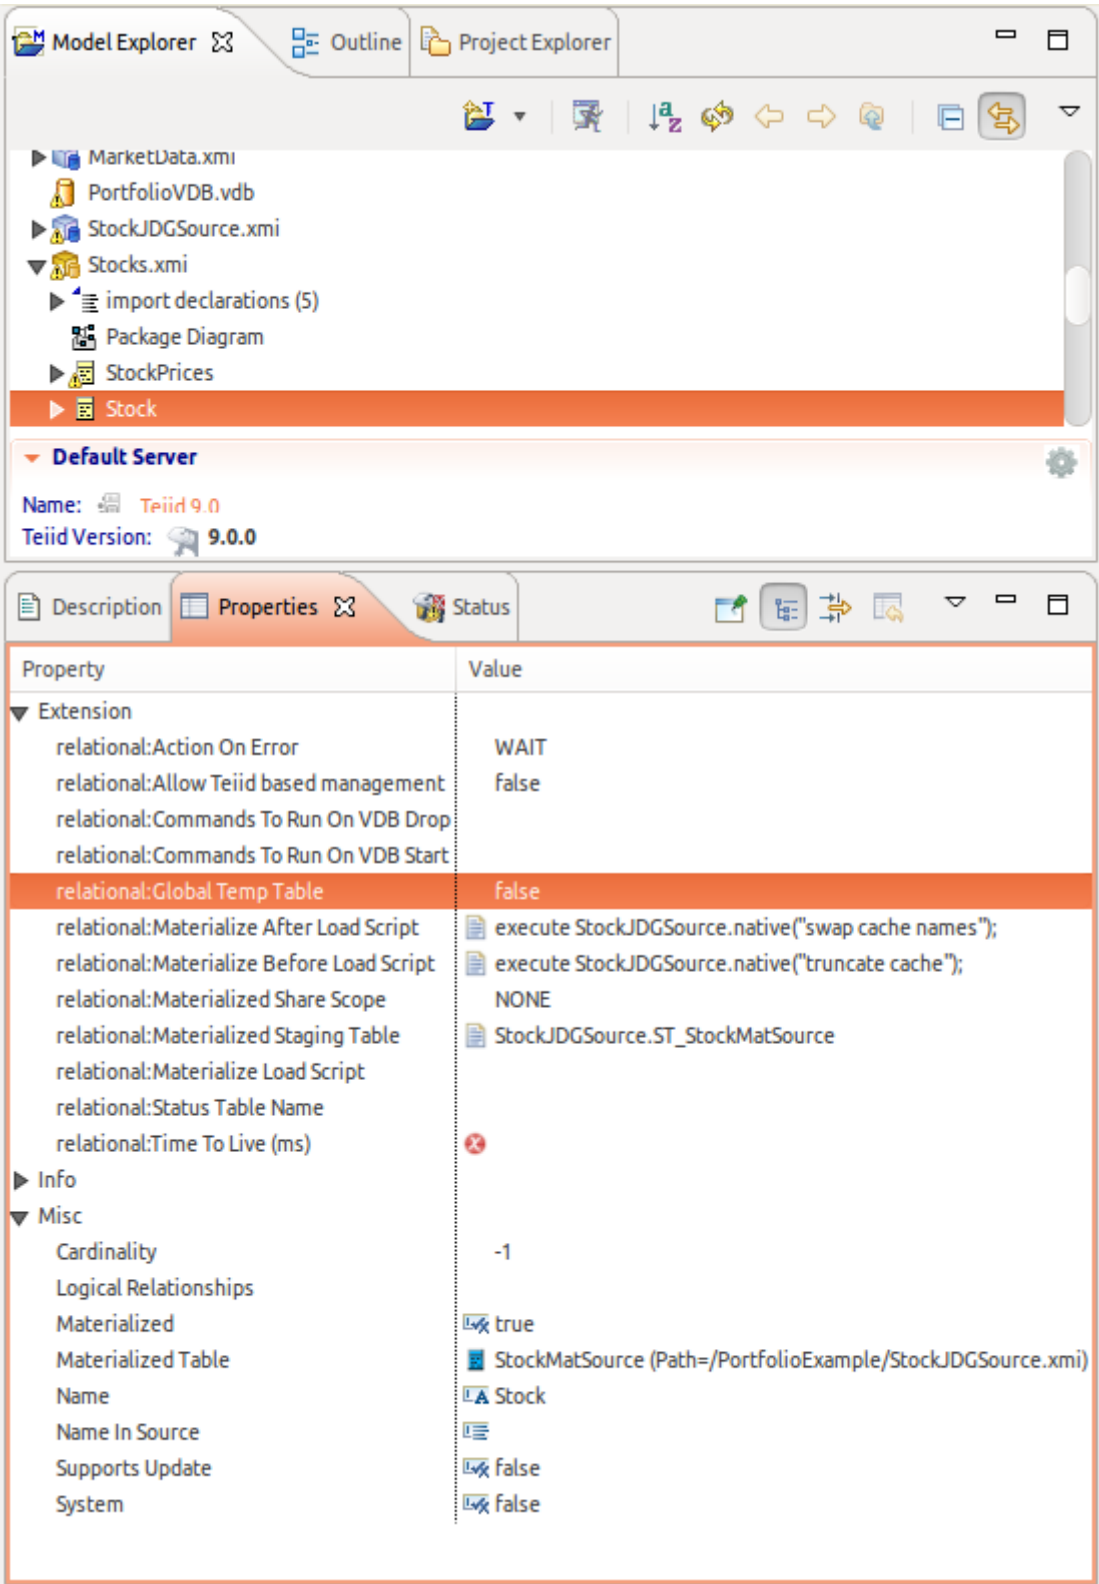 Model Explorer Outline Project Explorer
MarketData.xmi
PortfolioVDB.vdb
StockJDGSource.xmi
Stocks.xmi
import declarations (5)
Package Diagram
StockPrices
Stock
Default Server
Name: Teiid 9.0
Teiid Version: 9.0.0
Description Properties Status
Property Value
Extension
relational:Action On Error WAIT
relational:Allow Teiid based management false
relational:Commands To Run On VDB Drop
relational:Commands To Run On VDB Start
relational:Global Temp Table false
relational:Materialize After Load Script execute StockJDGSource.native("swap cache names");
relational:Materialize Before Load Script execute StockJDGSource.native("truncate cache");
relational:Materialized Share Scope NONE
relational:Materialized Staging Table StockJDGSource.ST_StockMatSource
relational:Materialize Load Script
relational:Status Table Name
relational:Time To Live (ms)
Info
Misc
Cardinality -1
Logical Relationships
Materialized true
Materialized Table StockMatSource (Path=/PortfolioExample/StockJDGSource.xmi)
Name Stock
Name In Source
Supports Update false
System false